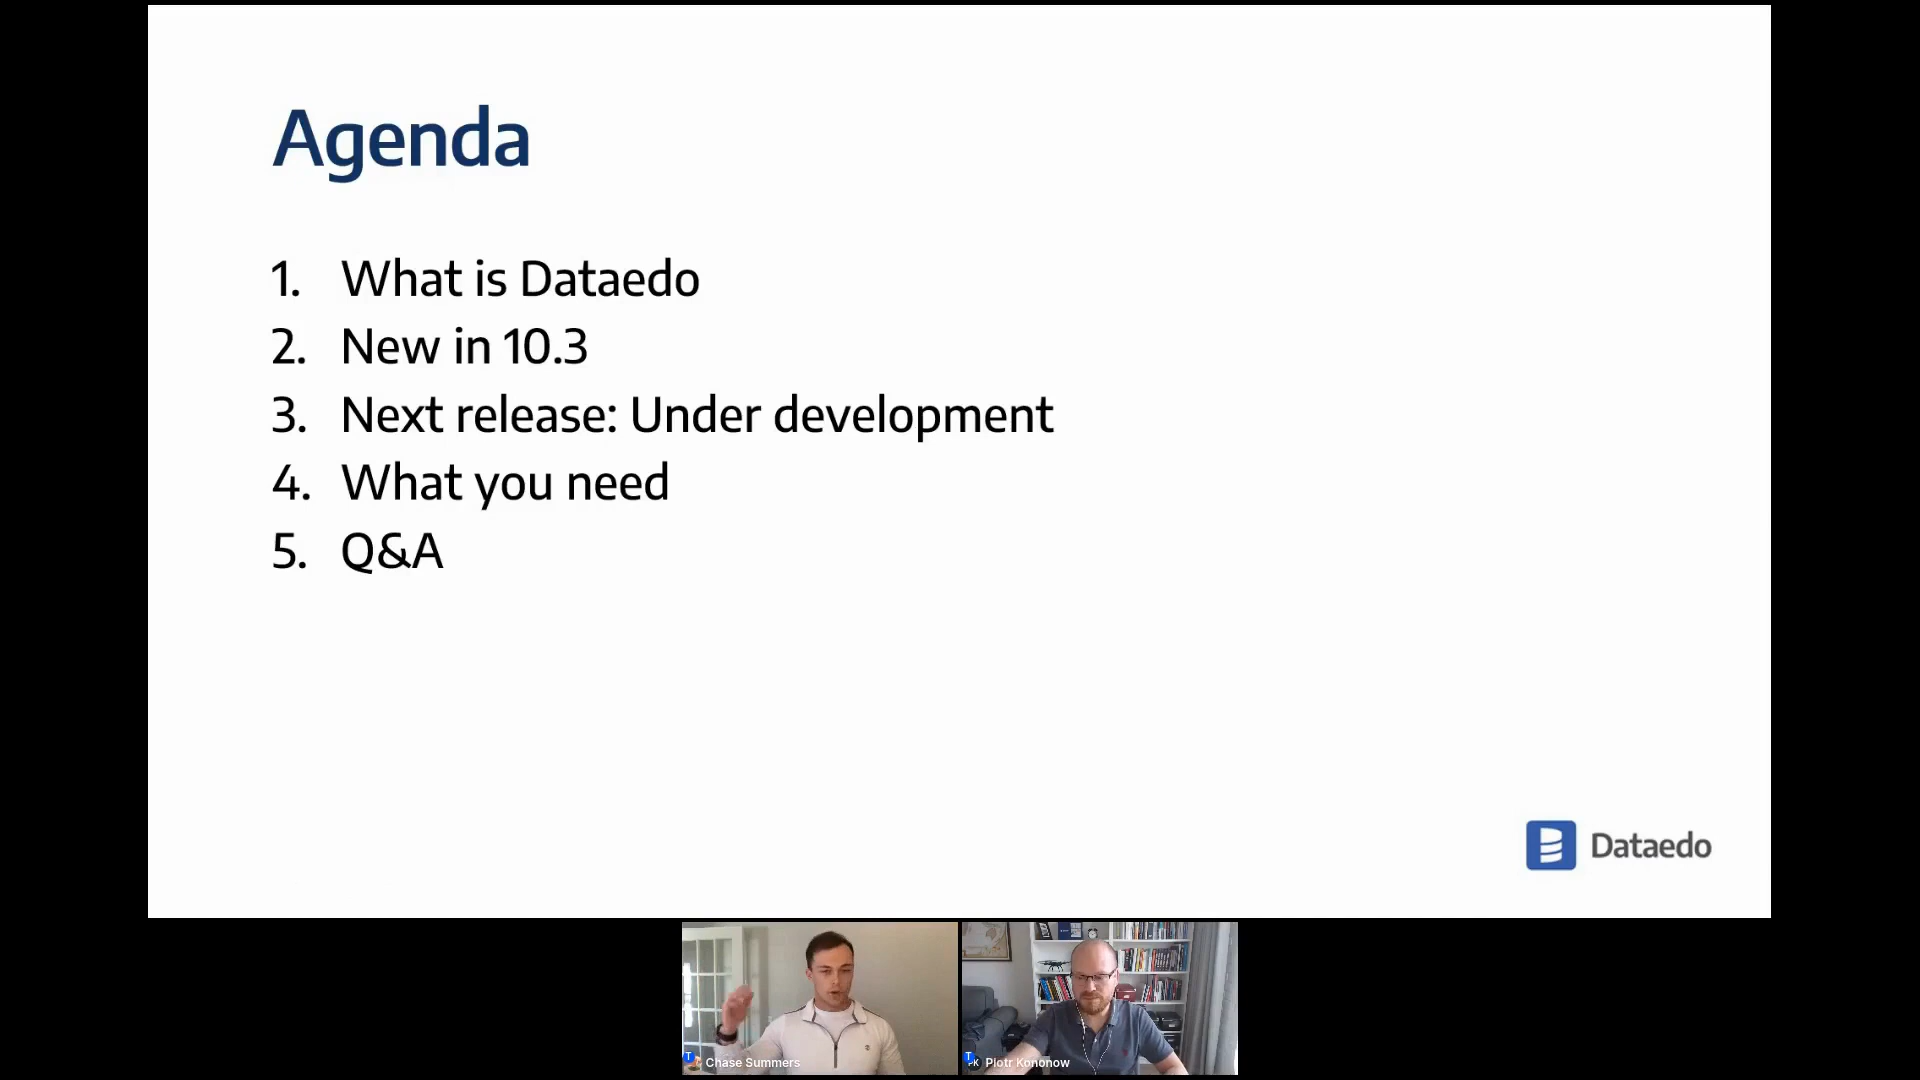 Agenda
1. What is Dataedo
2. New in 10.3
3. Next release: Under development
4. What you need
5. Q&A
Dataedo
T Chase Summers
T PK Piotr Kononow